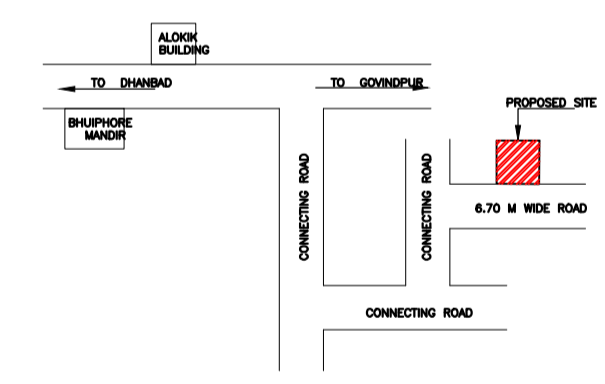 ALOKIK
BUILDING
TO DHANBAD
TO GOVINDPUR
PROPOSED SITE
BHUIPHORE
MANDIR
CONNECTING ROAD
CONNECTING ROAD
6.70 M WIDE ROAD
CONNECTING ROAD